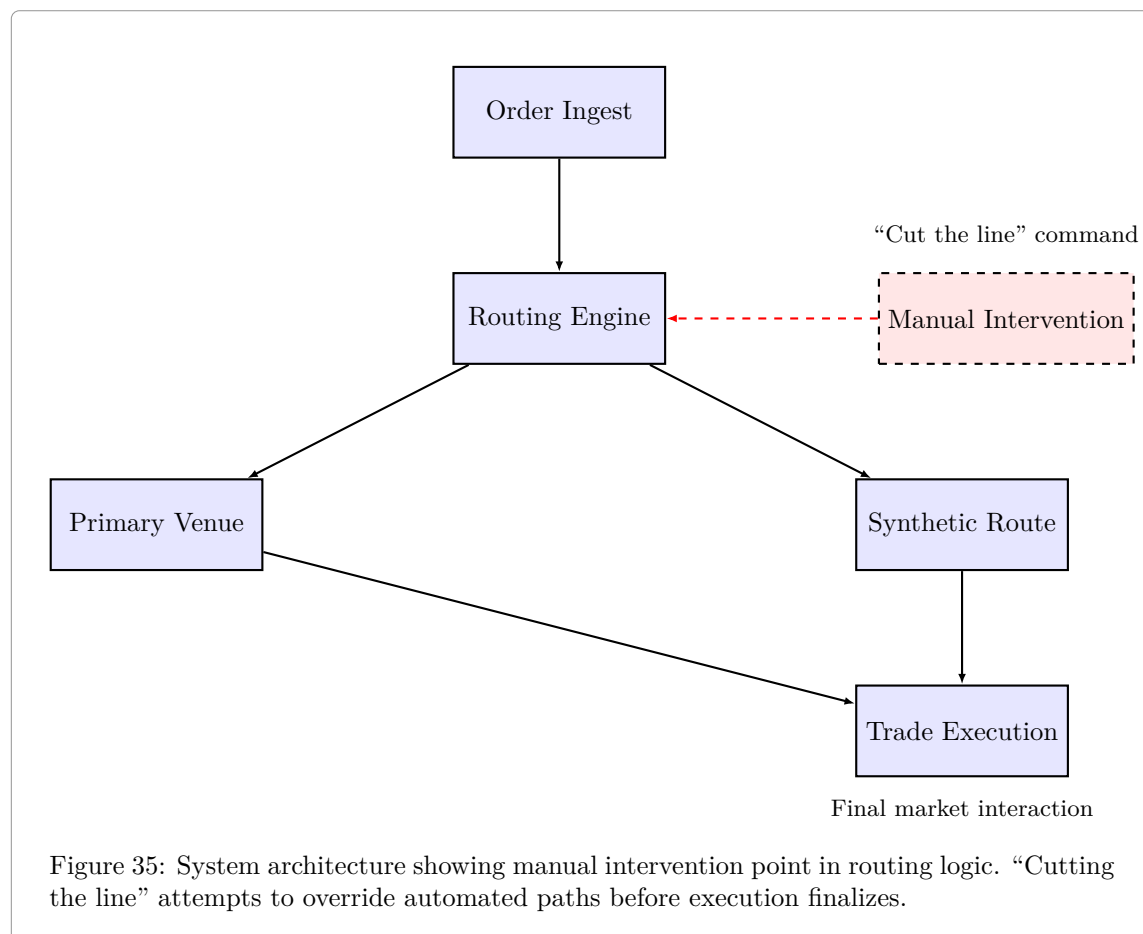 Order Ingest
“Cut the line” command
Routing Engine
Manual Intervention
Primary Venue
Synthetic Route
Trade Execution
Final market interaction
Figure 35: System architecture showing manual intervention point in routing logic. “Cutting
the line” attempts to override automated paths before execution finalizes.